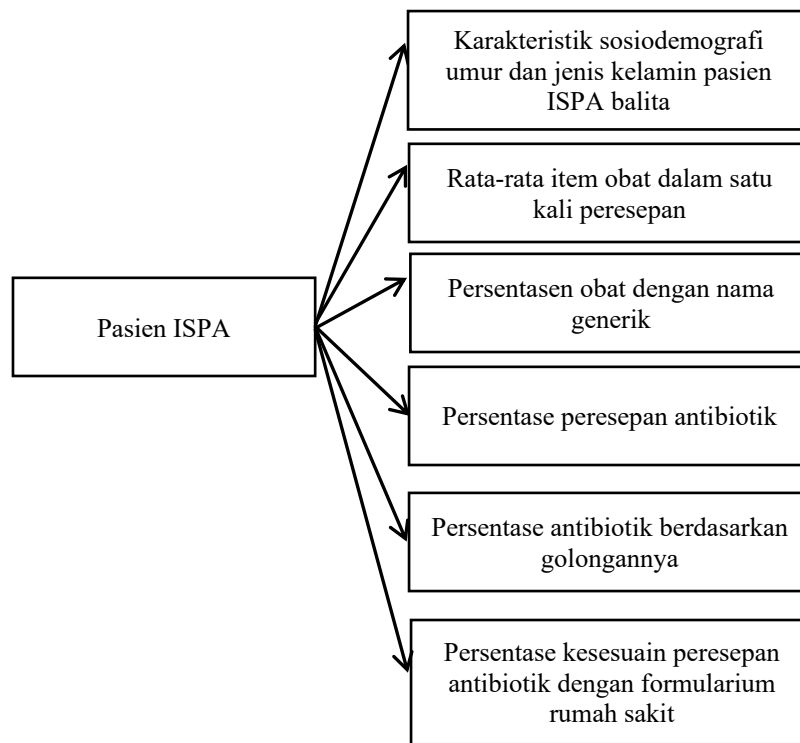 Karakteristik sosiodemografi
umur dan jenis kelamin pasien
ISPA balita
Rata-rata item obat dalam satu
kali peresepan
Persentasen obat dengan nama
generik
Pasien ISPA
Persentase peresepan antibiotik
Persentase antibiotik berdasarkan
golongannya
Persentase kesesuain peresepan
antibiotik dengan formularium
rumah sakit